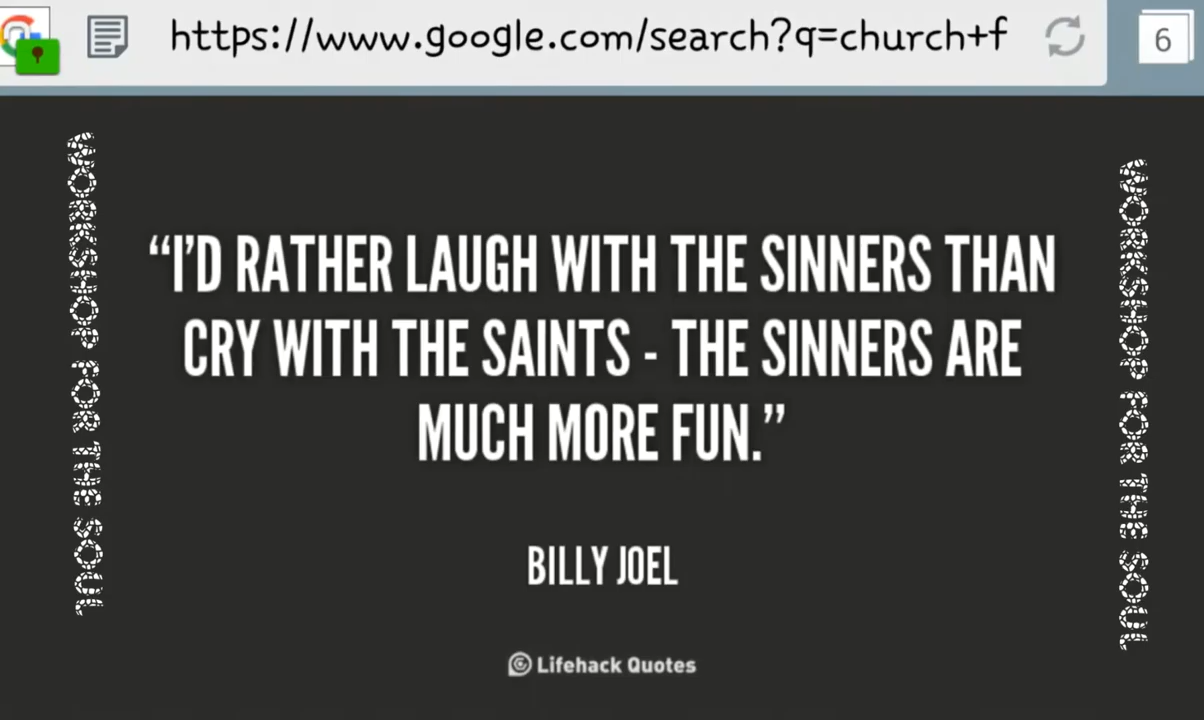 https://www.google.com/search?q=church+f
6
WORKSHOP FOR THE SOUL
“I’D RATHER LAUGH WITH THE SINNERS THAN
CRY WITH THE SAINTS - THE SINNERS ARE
MUCH MORE FUN.”
BILLY JOEL
Lifehack Quotes
WORKSHOP FOR THE SOUL